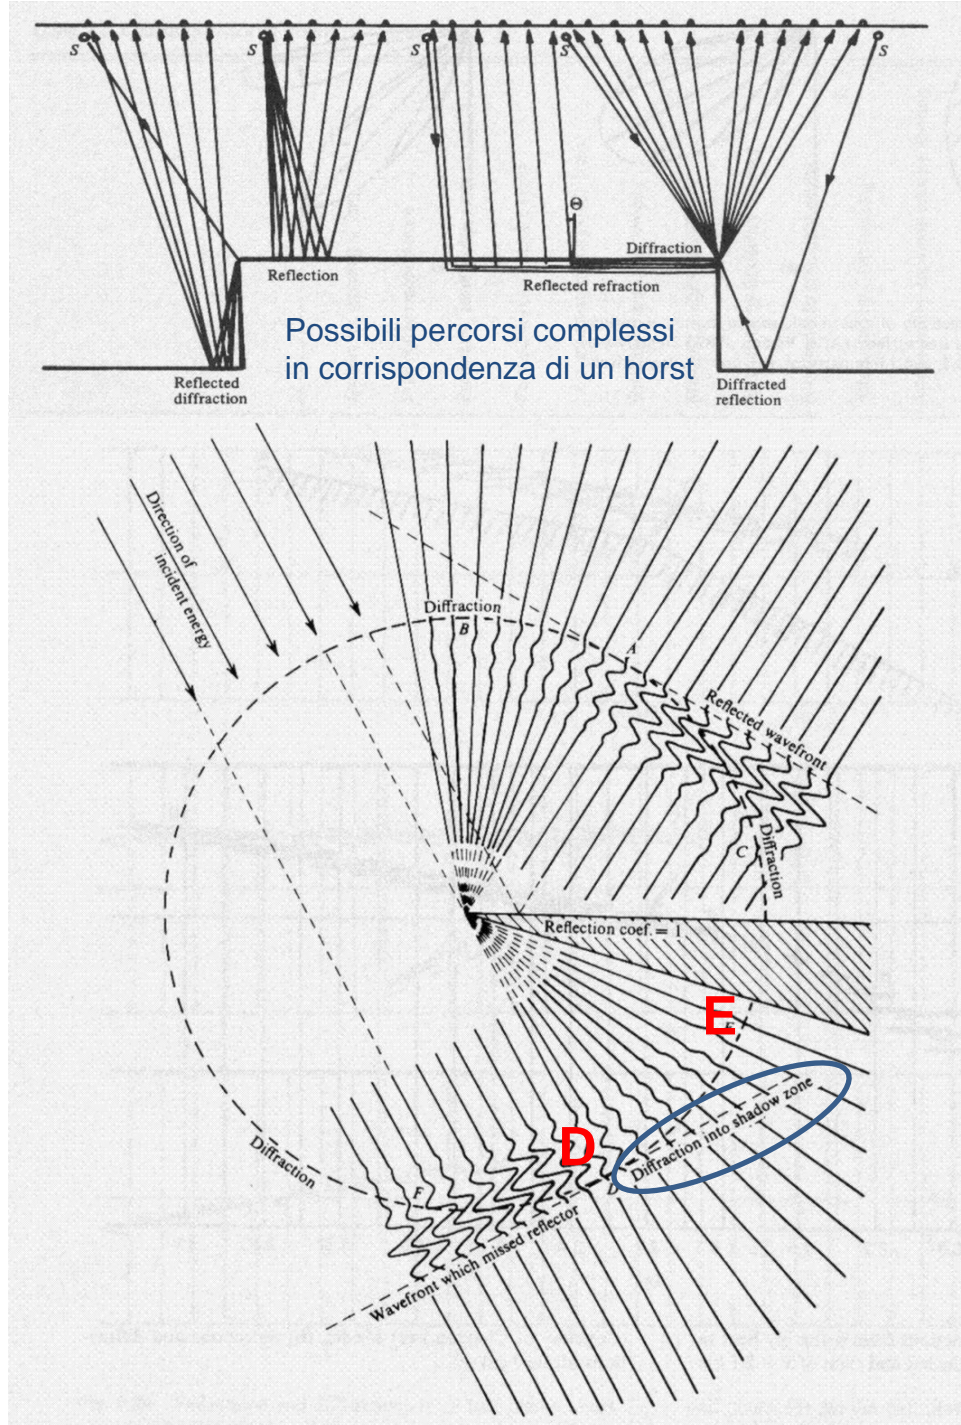 S
S
S
S
S
Θ
Diffraction
Reflection
Reflected refraction
Possibili percorsi complessi
in corrispondenza di un horst
Reflected
diffraction
Diffracted
reflection
Direction of
incident energy
Diffraction
B
A
Reflected wavefront
C
Diffraction
Reflection coef. = 1
E
E
D
D
Diffraction into shadow zone
Diffraction
F
Wavefront which missed reflector